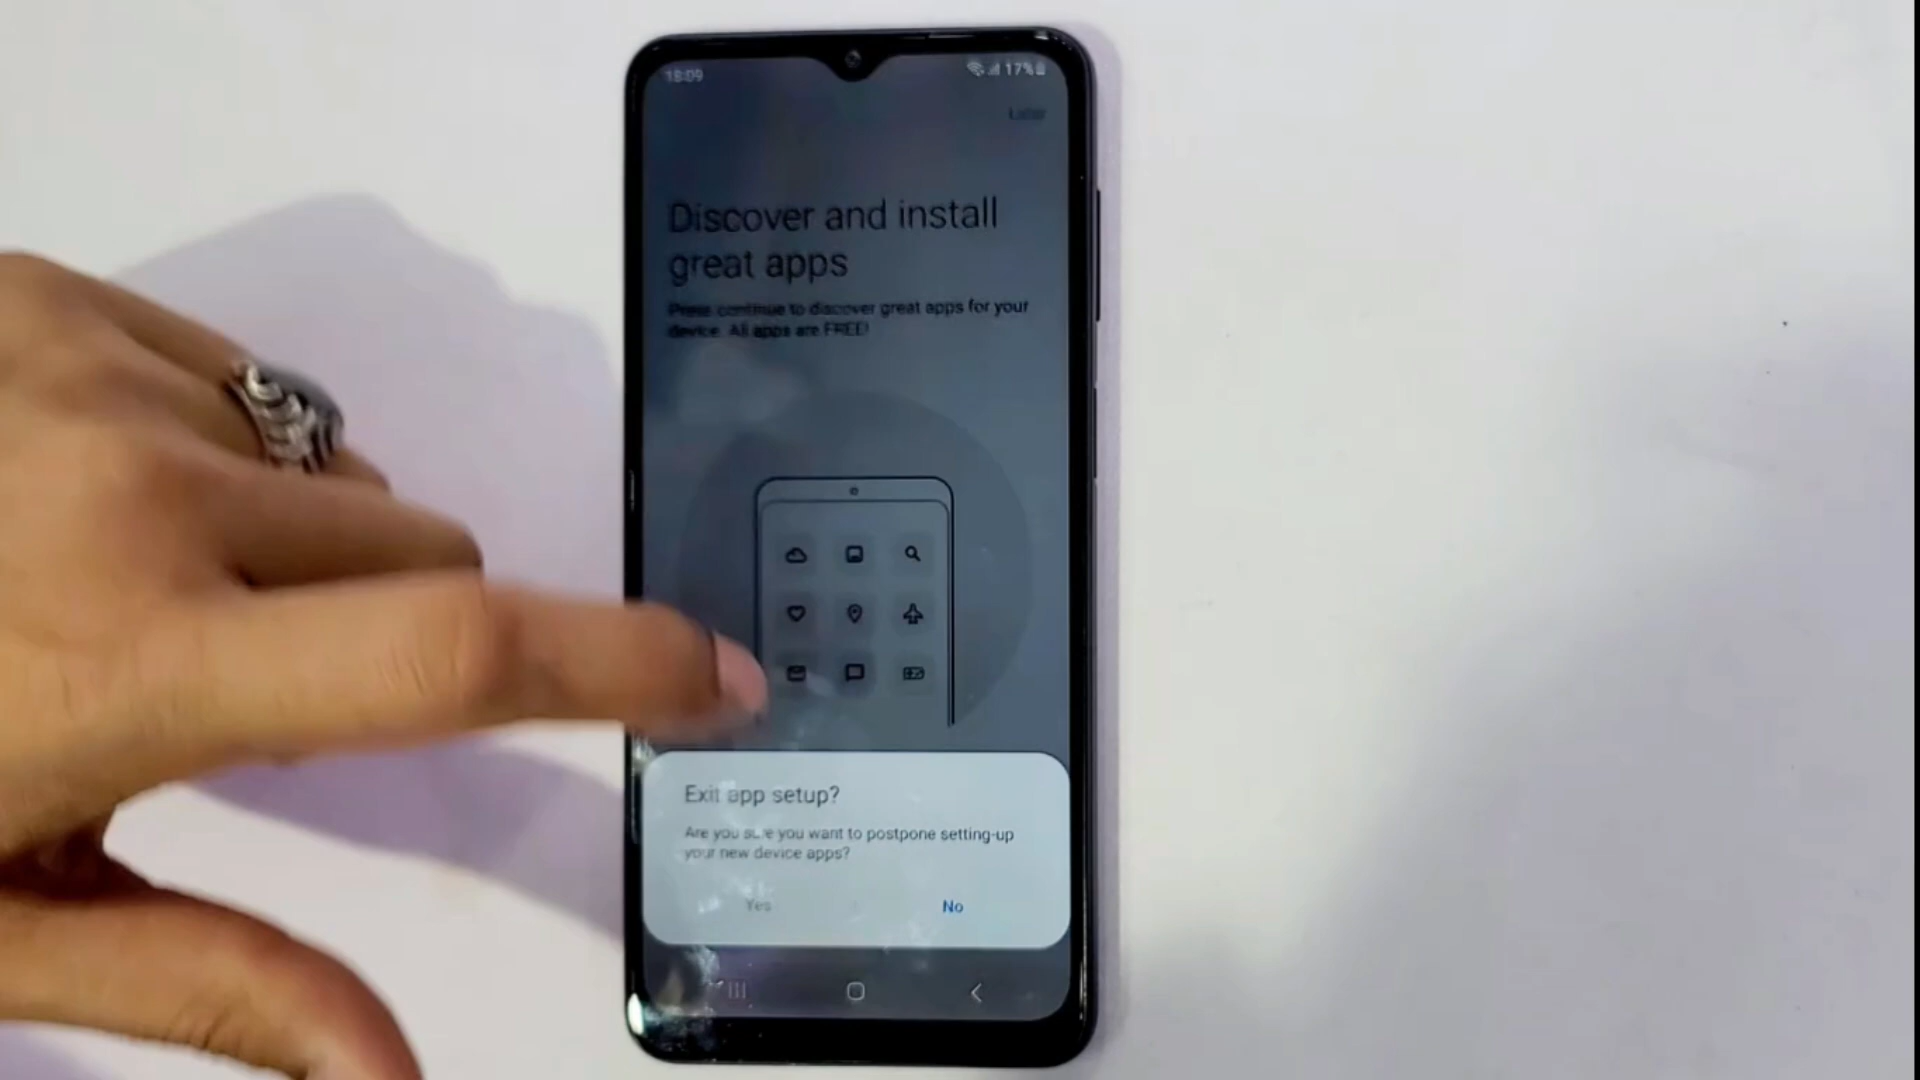 18:09
17%
Later
Discover and install
great apps
Press continue to discover great apps for your
device. All apps are FREE!
Exit app setup?
Are you sure you want to postpone setting-up
your new device apps?
Yes
No